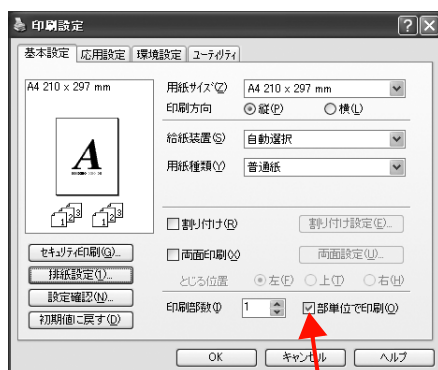 印刷設定
基本設定 応用設定 環境設定 ユーティリティ
A4 210 x 297 mm
A
セキュリティ印刷(G)...
排紙設定(1)...
設定確認(N)...
初期値に戻す(D)
用紙サイズ(Z) A4 210 x 297 mm
印刷方向 縦(P) 横(L)
給紙装置(S) 自動選択
用紙種類(Y) 普通紙
割り付け(R) 割り付け設定(E)...
両面印刷(X) 両面設定(U)...
とじる位置 左(F) 上(T) 右(H)
印刷部数(I) 1 部単位で印刷(O)
OK キャンセル ヘルプ